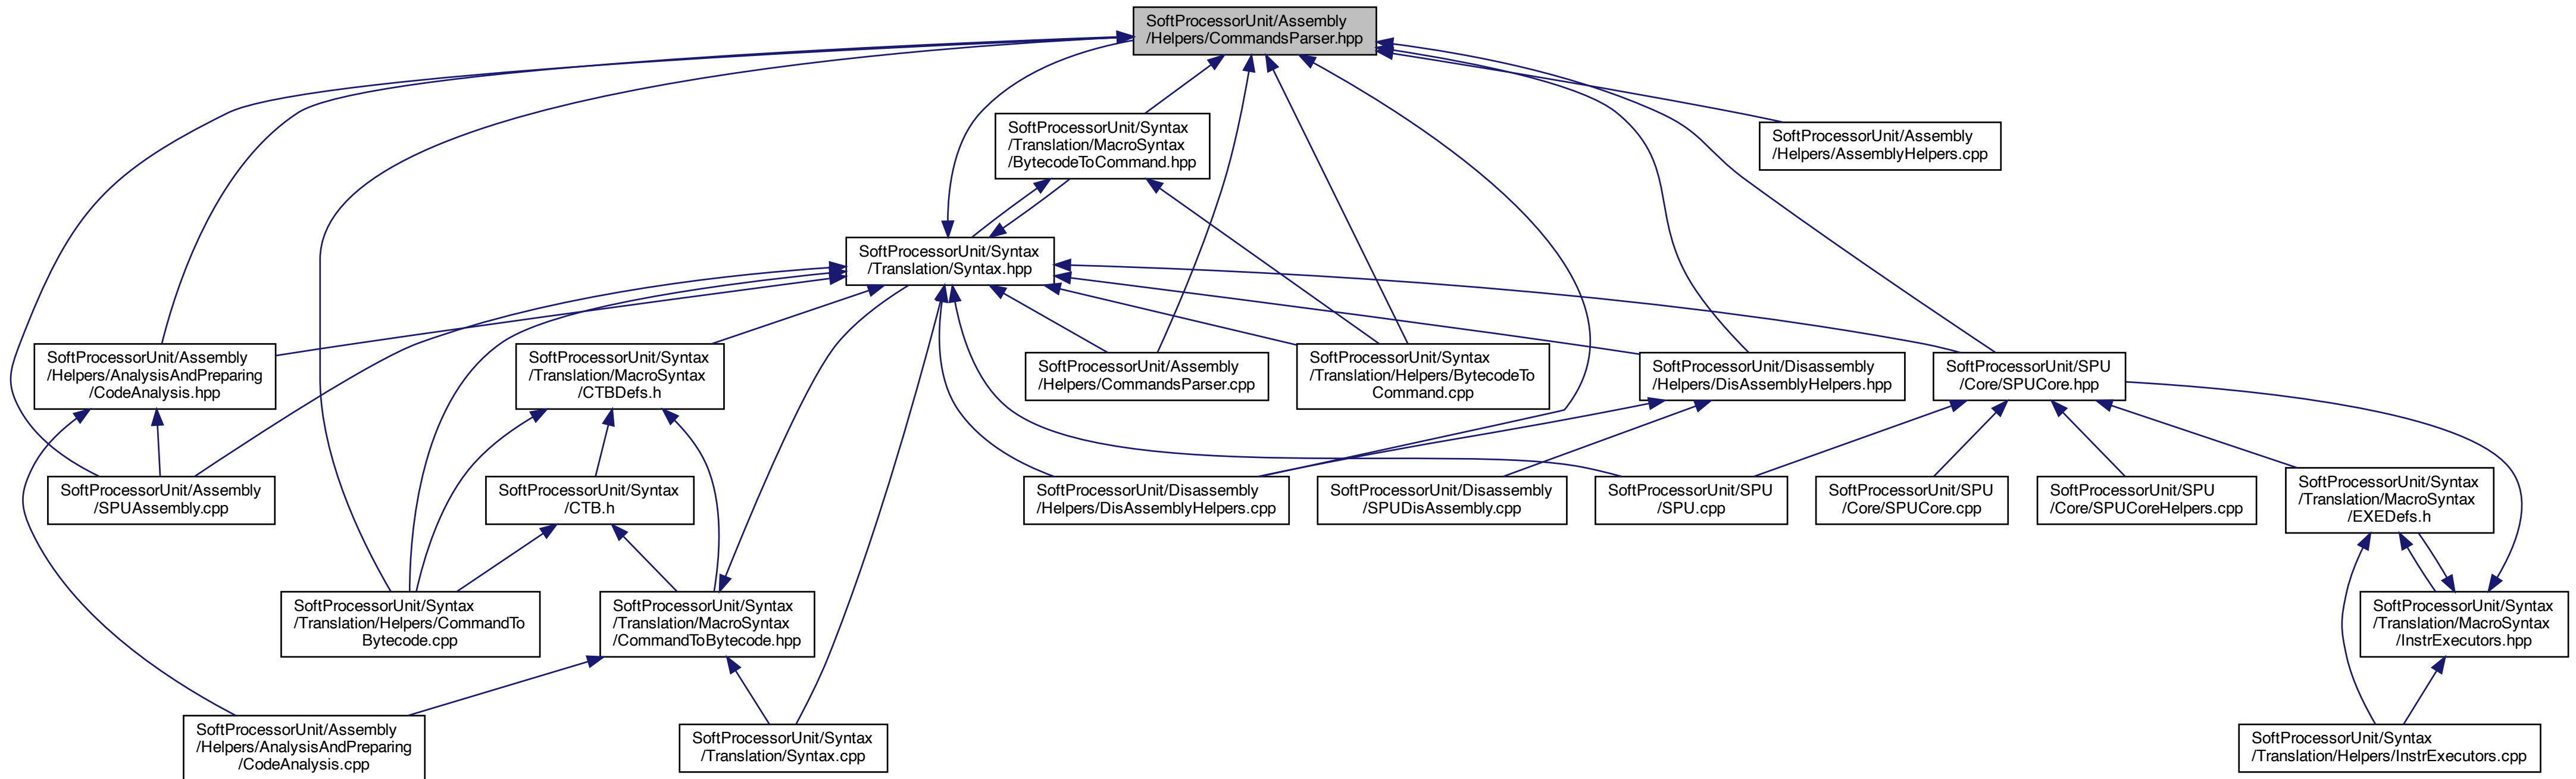 SoftProcessorUnit/Assembly
/Helpers/CommandsParser.hpp
SoftProcessorUnit/Syntax
/Translation/MacroSyntax
/BytecodeToCommand.hpp
SoftProcessorUnit/Assembly
/Helpers/AssemblyHelpers.cpp
SoftProcessorUnit/Syntax
/Translation/Syntax.hpp
SoftProcessorUnit/Assembly
/Helpers/AnalysisAndPreparing
/CodeAnalysis.hpp
SoftProcessorUnit/Syntax
/Translation/MacroSyntax
/CTBDefs.h
SoftProcessorUnit/Assembly
/Helpers/CommandsParser.cpp
SoftProcessorUnit/Syntax
/Translation/Helpers/BytecodeTo
Command.cpp
SoftProcessorUnit/Disassembly
/Helpers/DisAssemblyHelpers.hpp
SoftProcessorUnit/SPU
/Core/SPUCore.hpp
SoftProcessorUnit/Assembly
/SPUAssembly.cpp
SoftProcessorUnit/Syntax
/CTB.h
SoftProcessorUnit/Disassembly
/Helpers/DisAssemblyHelpers.cpp
SoftProcessorUnit/Disassembly
/SPUDisAssembly.cpp
SoftProcessorUnit/SPU
/SPU.cpp
SoftProcessorUnit/SPU
/Core/SPUCore.cpp
SoftProcessorUnit/SPU
/Core/SPUCoreHelpers.cpp
SoftProcessorUnit/Syntax
/Translation/MacroSyntax
/EXEDefs.h
SoftProcessorUnit/Syntax
/Translation/Helpers/CommandTo
Bytecode.cpp
SoftProcessorUnit/Syntax
/Translation/MacroSyntax
/CommandToBytecode.hpp
SoftProcessorUnit/Syntax
/Translation/MacroSyntax
/InstrExecutors.hpp
SoftProcessorUnit/Assembly
/Helpers/AnalysisAndPreparing
/CodeAnalysis.cpp
SoftProcessorUnit/Syntax
/Translation/Syntax.cpp
SoftProcessorUnit/Syntax
/Translation/Helpers/InstrExecutors.cpp